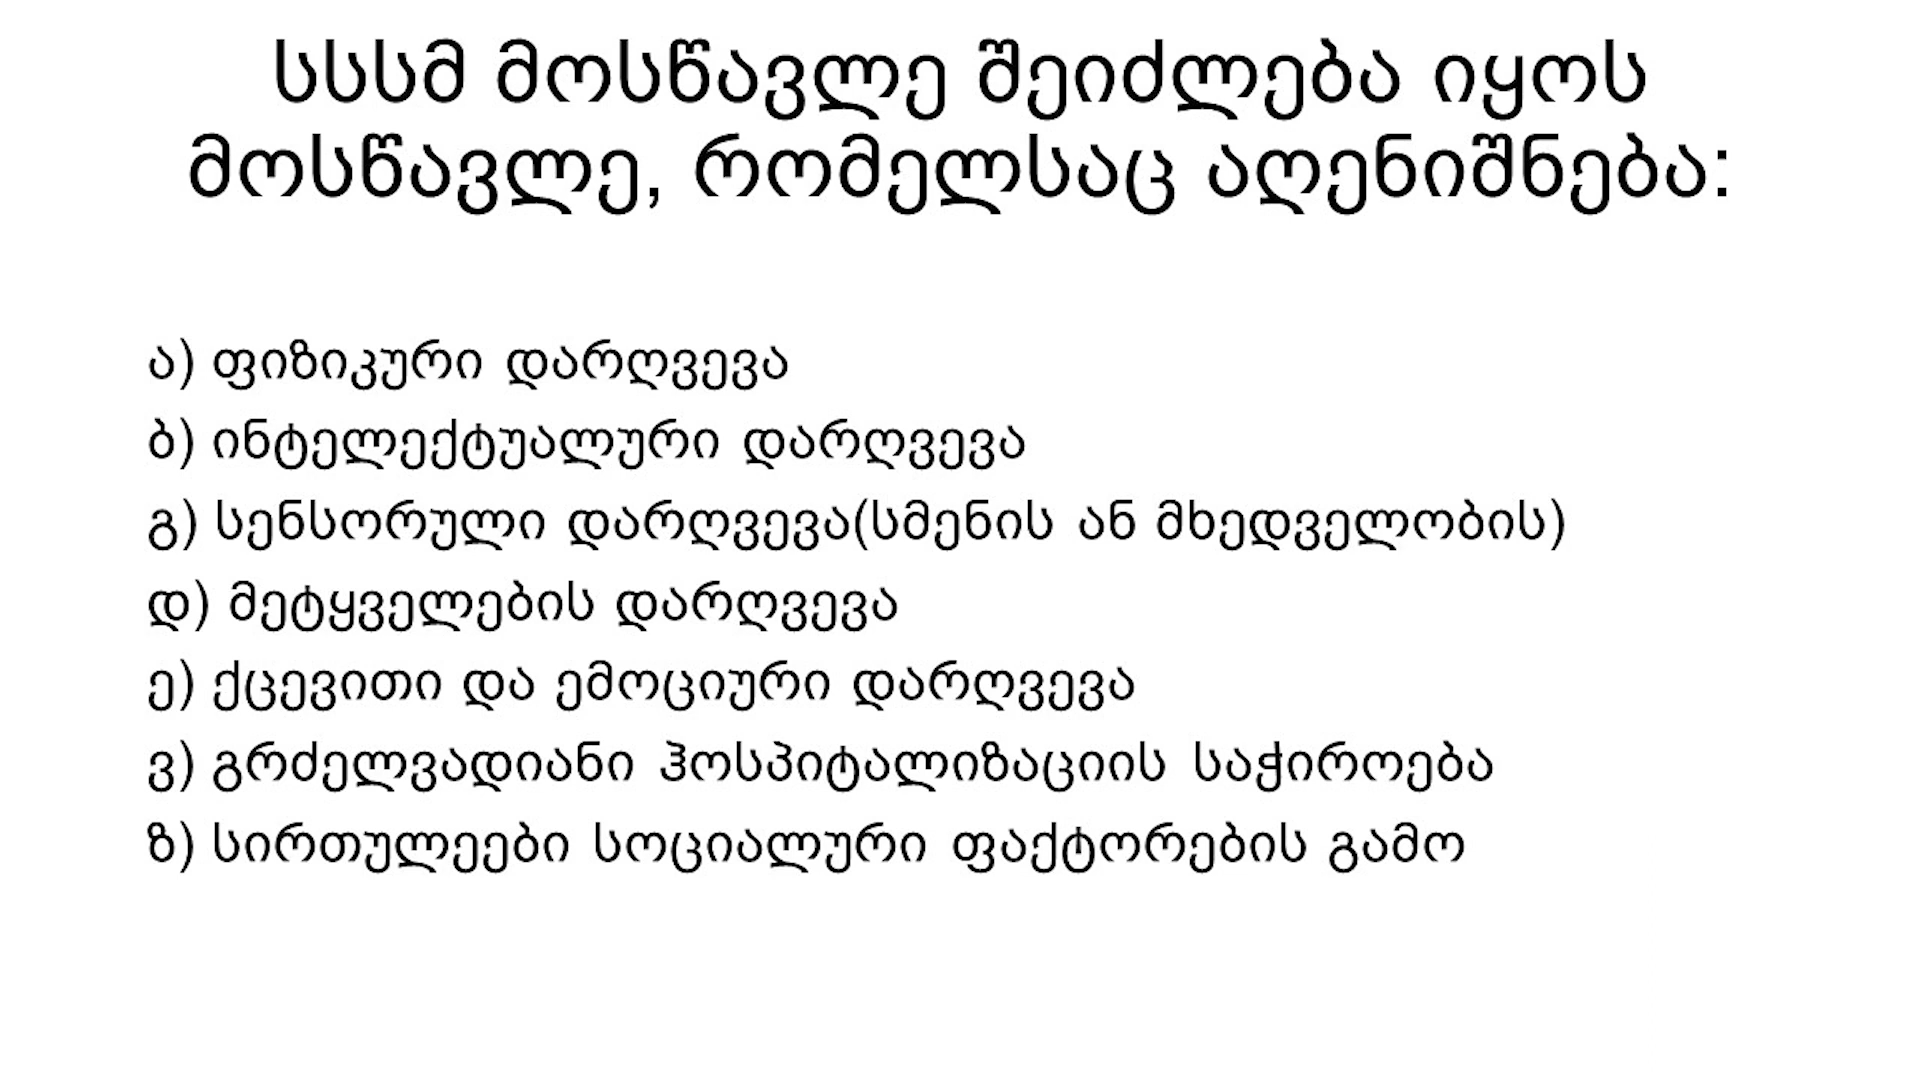 სსსმ მოსწავლე შეიძლება იყოს
მოსწავლე, რომელსაც აღენიშნება:
ა) ფიზიკური დარღვევა
ბ) ინტელექტუალური დარღვევა
გ) სენსორული დარღვევა(სმენის ან მხედველობის)
დ) მეტყველების დარღვევა
ე) ქცევითი და ემოციური დარღვევა
ვ) გრძელვადიანი ჰოსპიტალიზაციის საჭიროება
ზ) სირთულეები სოციალური ფაქტორების გამო